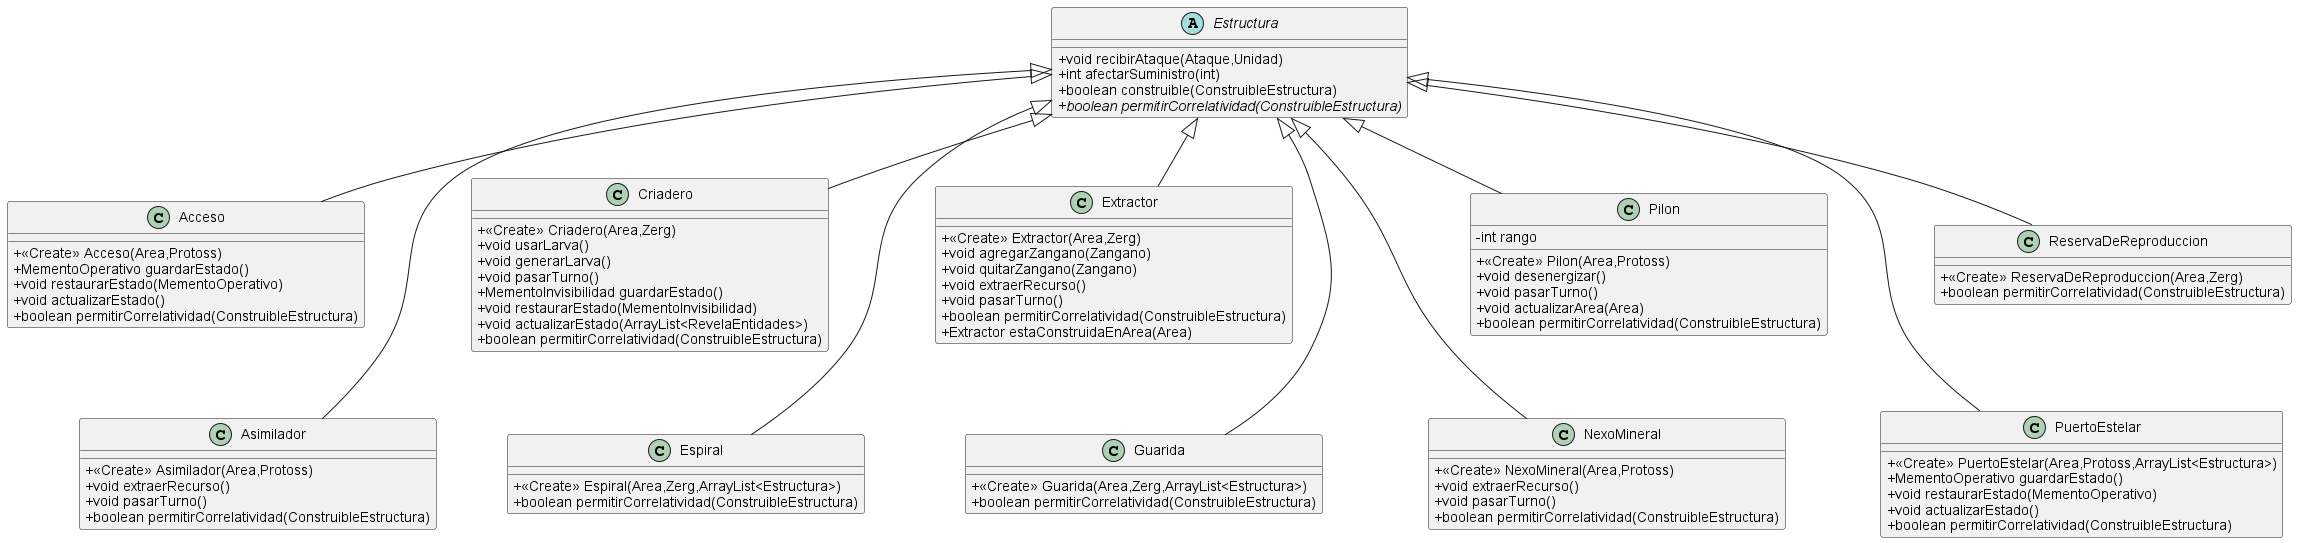 A Estructura
+void recibirAtaque(Ataque,Unidad)
+int afectarSuministro(int)
+boolean construible(ConstruibleEstructura)
+boolean permitirCorrelatividad(ConstruibleEstructura)
C Acceso
+«Create» Acceso(Area,Protoss)
+MementoOperativo guardarEstado()
+void restaurarEstado(MementoOperativo)
+void actualizarEstado()
+boolean permitirCorrelatividad(ConstruibleEstructura)
C Criadero
+«Create» Criadero(Area,Zerg)
+void usarLarva()
+void generarLarva()
+void pasarTurno()
+MementoInvisibilidad guardarEstado()
+void restaurarEstado(MementoInvisibilidad)
+void actualizarEstado(ArrayList<RevelaEntidades>)
+boolean permitirCorrelatividad(ConstruibleEstructura)
C Extractor
+«Create» Extractor(Area,Zerg)
+void agregarZangano(Zangano)
+void quitarZangano(Zangano)
+void extraerRecurso()
+void pasarTurno()
+boolean permitirCorrelatividad(ConstruibleEstructura)
+Extractor estaConstruidaEnArea(Area)
C Pilon
-int rango
+«Create» Pilon(Area,Protoss)
+void desenergizar()
+void pasarTurno()
+void actualizarArea(Area)
+boolean permitirCorrelatividad(ConstruibleEstructura)
C ReservaDeReproduccion
+«Create» ReservaDeReproduccion(Area,Zerg)
+boolean permitirCorrelatividad(ConstruibleEstructura)
C Asimilador
+«Create» Asimilador(Area,Protoss)
+void extraerRecurso()
+void pasarTurno()
+boolean permitirCorrelatividad(ConstruibleEstructura)
C Espiral
+«Create» Espiral(Area,Zerg,ArrayList<Estructura>)
+boolean permitirCorrelatividad(ConstruibleEstructura)
C Guarida
+«Create» Guarida(Area,Zerg,ArrayList<Estructura>)
+boolean permitirCorrelatividad(ConstruibleEstructura)
C NexoMineral
+«Create» NexoMineral(Area,Protoss)
+void extraerRecurso()
+void pasarTurno()
+boolean permitirCorrelatividad(ConstruibleEstructura)
C PuertoEstelar
+«Create» PuertoEstelar(Area,Protoss,ArrayList<Estructura>)
+MementoOperativo guardarEstado()
+void restaurarEstado(MementoOperativo)
+void actualizarEstado()
+boolean permitirCorrelatividad(ConstruibleEstructura)